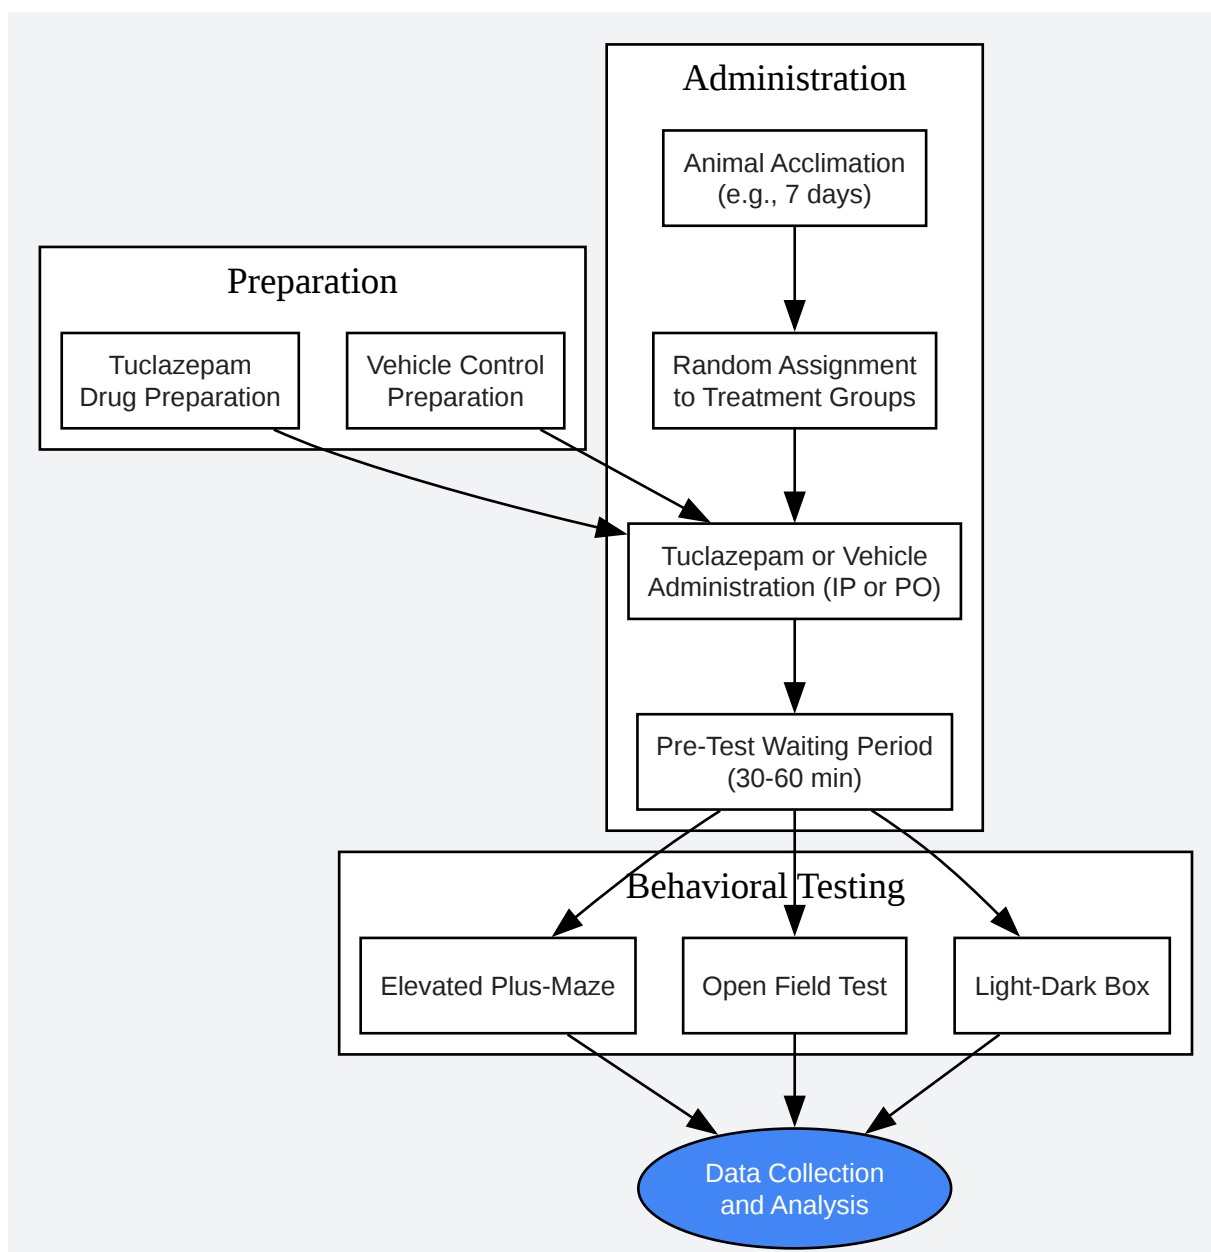 Administration
Animal Acclimation
(e.g., 7 days)
Preparation
Tuclazepam
Drug Preparation
Vehicle Control
Preparation
Random Assignment
to Treatment Groups
Tuclazepam or Vehicle
Administration (IP or PO)
Pre-Test Waiting Period
(30-60 min)
Behavioral Testing
Elevated Plus-Maze
Open Field Test
Light-Dark Box
Data Collection
and Analysis